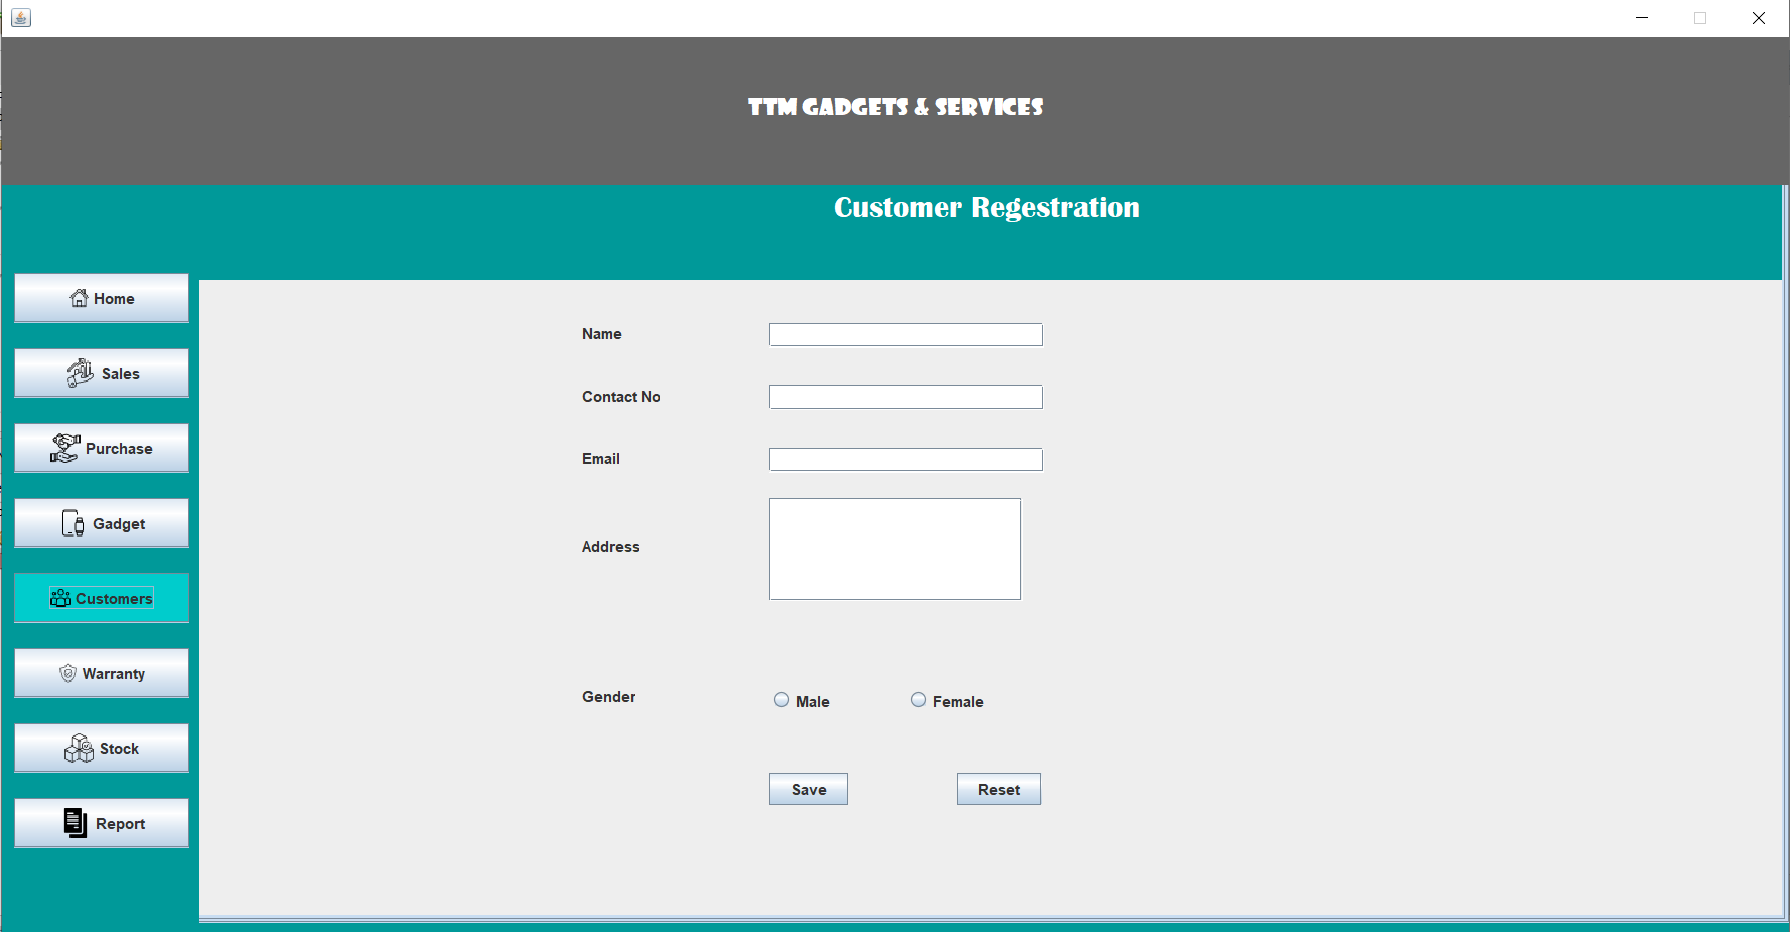 TTM GADGETS & SERVICES
Customer Regestration
Home
Sales
Purchase
Gadget
Customers
Warranty
Stock
Report
Name
Contact No
Email
Address
Gender
Male Female
Save Reset